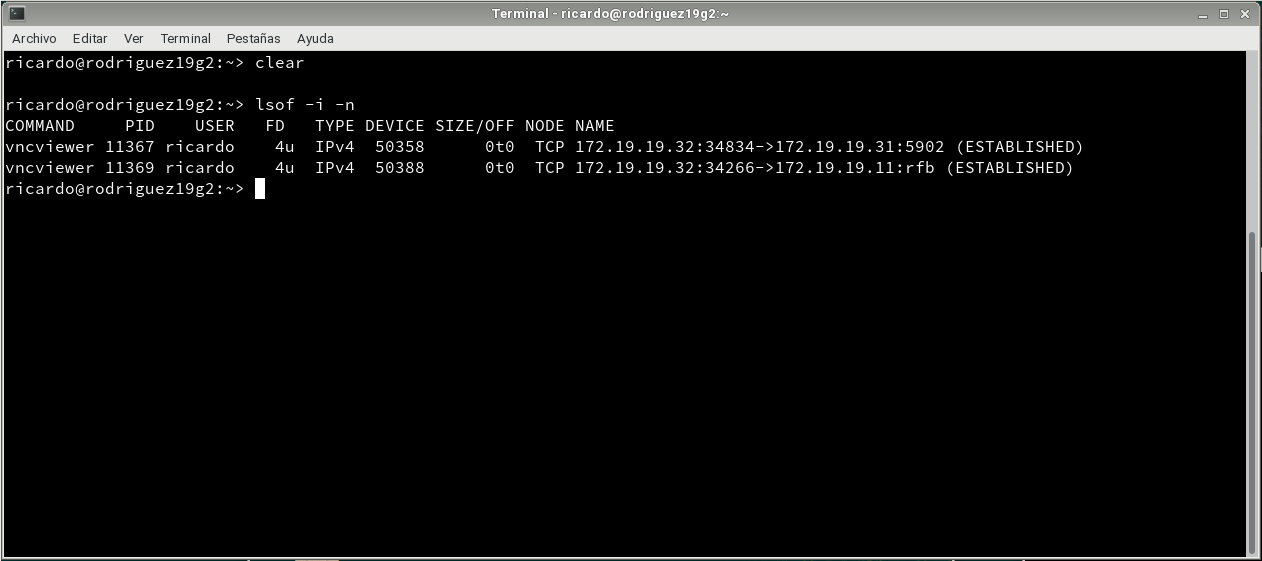 Terminal - ricardo@rodriguez19g2:~
Archivo Editar Ver Terminal Pestañas Ayuda
ricardo@rodriguez19g2:~> clear
ricardo@rodriguez19g2:~> lsof -i -n
COMMAND     PID    USER   FD   TYPE DEVICE SIZE/OFF NODE NAME
vncviewer 11367 ricardo    4u  IPv4  50358      0t0  TCP 172.19.19.32:34834->172.19.19.31:5902 (ESTABLISHED)
vncviewer 11369 ricardo    4u  IPv4  50388      0t0  TCP 172.19.19.32:34266->172.19.19.11:rfb (ESTABLISHED)
ricardo@rodriguez19g2:~>